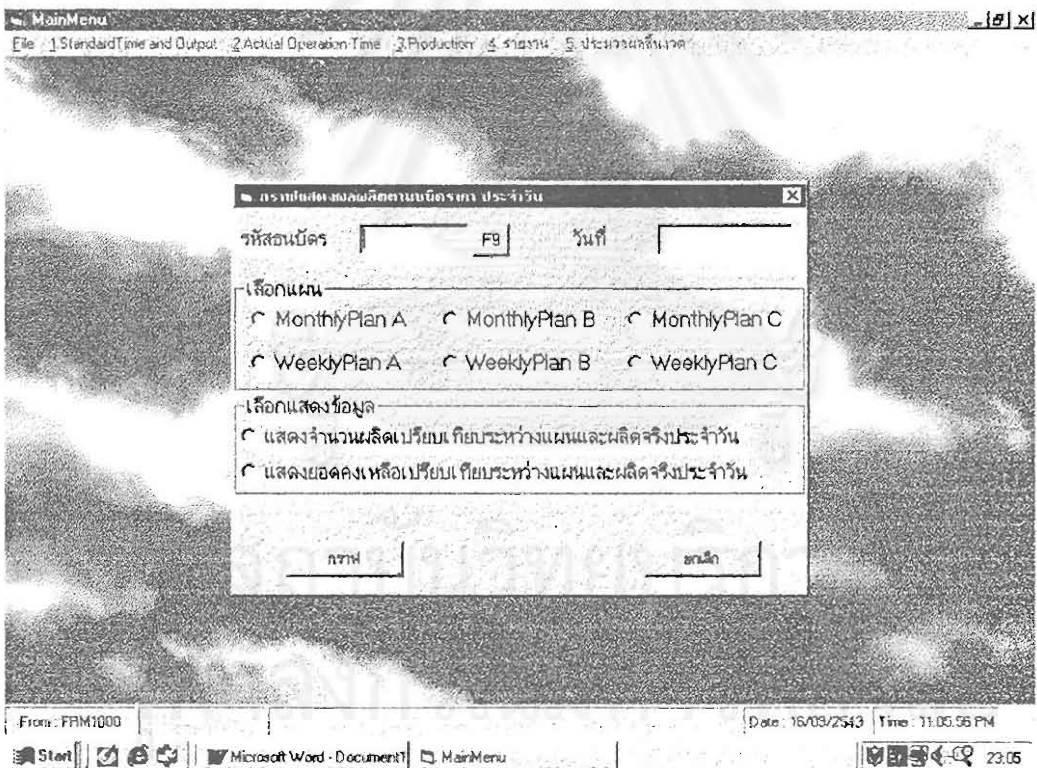 MainMenu
File 1.StandardTime and Output 2.Actual Operation Time 3.Production 4. รายงาน 5. ประมวลผลสิ้นงวด
กราฟแสดงผลผลิตตามชนิดราคา ประจำวัน
รหัสธนบัตร F9 วันที่
เลือกแผน
MonthlyPlan A MonthlyPlan B MonthlyPlan C
WeeklyPlan A WeeklyPlan B WeeklyPlan C
เลือกแสดงข้อมูล
แสดงจำนวนผลิตเปรียบเทียบระหว่างแผนและผลิตจริงประจำวัน
แสดงยอดคงเหลือเปรียบเทียบระหว่างแผนและผลิตจริงประจำวัน
กราฟ ยกเลิก
From : FRM1000 Date : 16/03/2543 Time : 11:05:56 PM
Start Microsoft Word - Document1 MainMenu 23:05